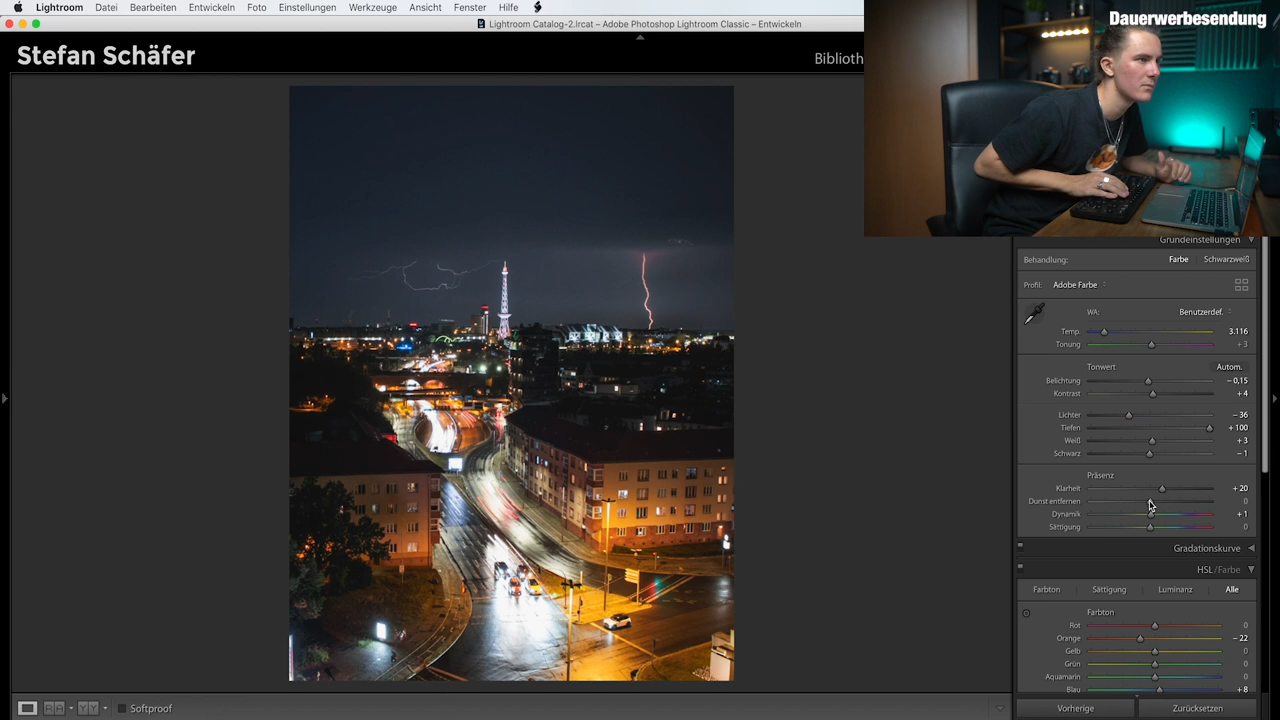 Lightroom Datei Bearbeiten Entwickeln Foto Einstellungen Werkzeuge Ansicht Fenster Hilfe
Lightroom Catalog-2.lrcat – Adobe Photoshop Lightroom Classic – Entwickeln
Dauerwerbesendung
Stefan Schäfer
Biblioth
Grundeinstellungen
Behandlung: Farbe Schwarzweiß
Profil: Adobe Farbe
WA: Benutzerdef.
Temp. 3.116
Tonung + 3
Tonwert Autom.
Belichtung – 0,15
Kontrast + 4
Lichter – 36
Tiefen + 100
Weiß + 3
Schwarz – 1
Präsenz
Klarheit + 20
Dunst entfernen 0
Dynamik + 1
Sättigung 0
Gradationskurve
HSL / Farbe
Farbton Sättigung Luminanz Alle
Farbton
Rot 0
Orange – 22
Gelb 0
Grün 0
Aquamarin 0
Blau + 8
Softproof
Vorherige Zurücksetzen